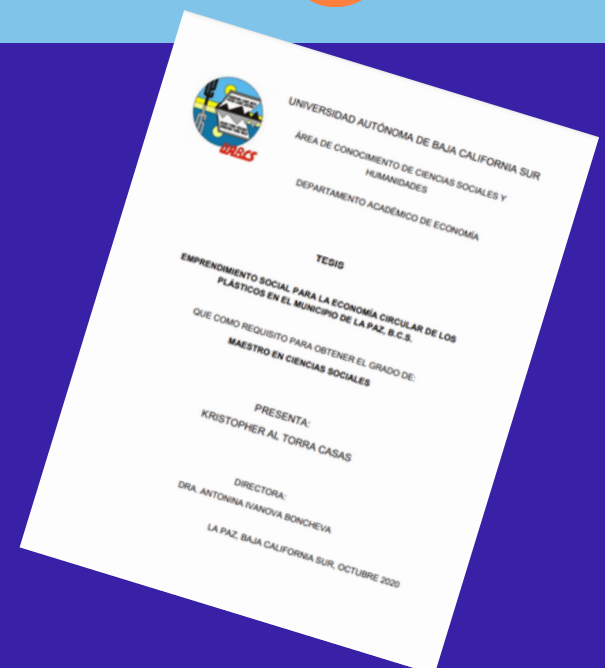 UABCS
UNIVERSIDAD AUTÓNOMA DE BAJA CALIFORNIA SUR
ÁREA DE CONOCIMIENTO DE CIENCIAS SOCIALES Y
HUMANIDADES
DEPARTAMENTO ACADÉMICO DE ECONOMÍA
TESIS
EMPRENDIMIENTO SOCIAL PARA LA ECONOMÍA CIRCULAR DE LOS
PLÁSTICOS EN EL MUNICIPIO DE LA PAZ, B.C.S.
QUE COMO REQUISITO PARA OBTENER EL GRADO DE:
MAESTRO EN CIENCIAS SOCIALES
PRESENTA:
KRISTOPHER AL TORRA CASAS
DIRECTORA:
DRA. ANTONINA IVANOVA BONCHEVA
LA PAZ, BAJA CALIFORNIA SUR, OCTUBRE 2020